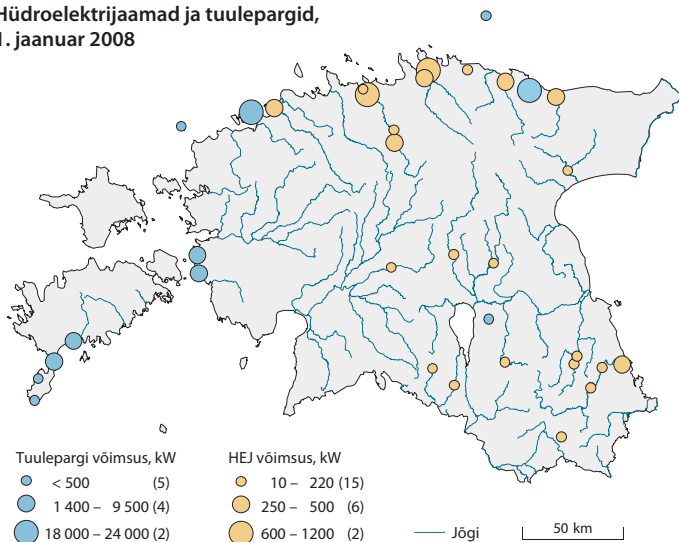 Hüdroelektrijaamad ja tuulepargid,
1. jaanuar 2008
Tuulepargi võimsus, kW
< 500 (5)
1 400 – 9 500 (4)
18 000 – 24 000 (2)
HEJ võimsus, kW
10 – 220 (15)
250 – 500 (6)
600 – 1200 (2)
Jõgi
50 km